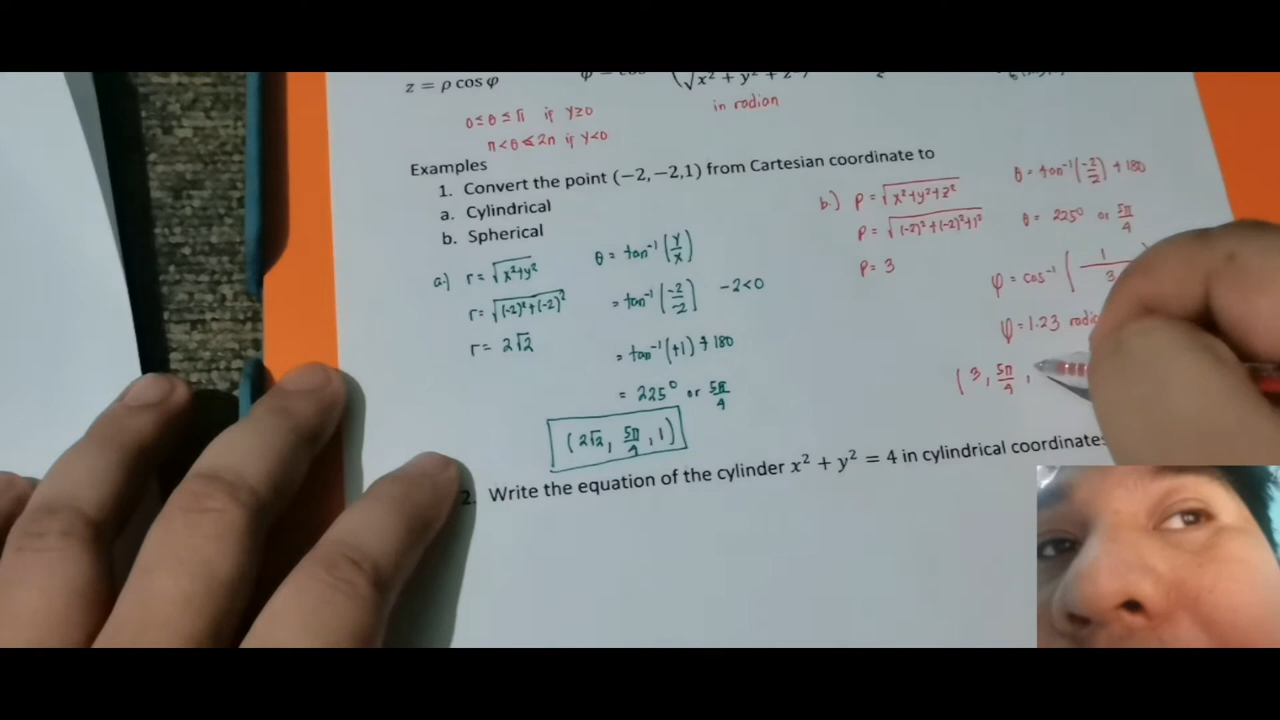 z = ρ cos φ
(√x² + y² + z²)
0 ≤ θ ≤ π if y≥0
in radian
π < θ ≤ 2π if y<0
Examples
1. Convert the point (−2,−2,1) from Cartesian coordinate to
a. Cylindrical
b. Spherical
a.) r = √x²+y²
r = √(-2)²+(-2)²
r = 2√2
θ = tan⁻¹ (y/x)
= tan⁻¹ (-2/-2) -2<0
= tan⁻¹ (+1) + 180
= 225° or 5π/4
(2√2, 5π/4, 1)
b.) ρ = √x²+y²+z²
ρ = √(-2)²+(-2)²+1²
ρ = 3
θ = tan⁻¹ (-2/2) + 180
θ = 225° or 5π/4
φ = cos⁻¹ ( 1/3
φ = 1.23 radia
( 3, 5π/4 ,
2. Write the equation of the cylinder x² + y² = 4 in cylindrical coordinates